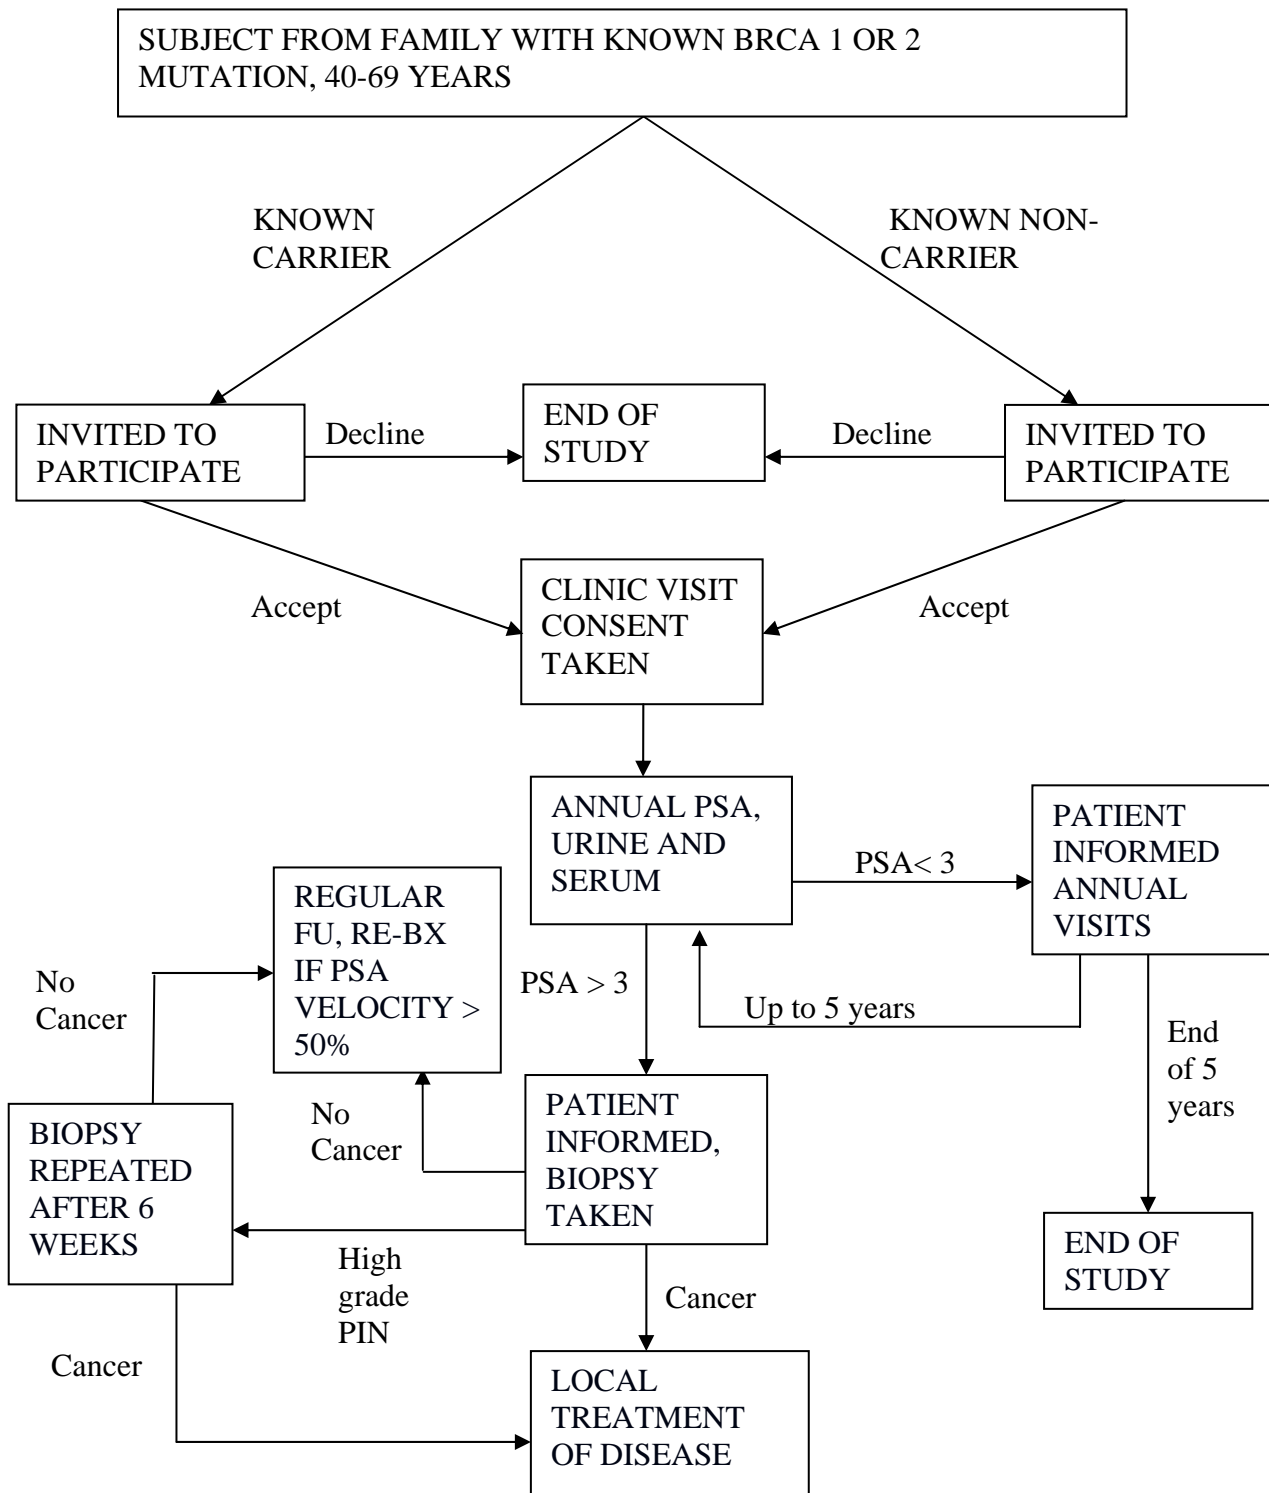 SUBJECT FROM FAMILY WITH KNOWN BRCA 1 OR 2
MUTATION, 40-69 YEARS
KNOWN
CARRIER
KNOWN NON-
CARRIER
INVITED TO
PARTICIPATE
Decline
END OF
STUDY
Decline
INVITED TO
PARTICIPATE
Accept
CLINIC VISIT
CONSENT
TAKEN
Accept
ANNUAL PSA,
URINE AND
SERUM
PSA< 3
PATIENT
INFORMED
ANNUAL
VISITS
REGULAR
FU, RE-BX
IF PSA
VELOCITY >
50%
No
Cancer
PSA > 3
Up to 5 years
End
of 5
years
No
Cancer
PATIENT
INFORMED,
BIOPSY
TAKEN
BIOPSY
REPEATED
AFTER 6
WEEKS
High
grade
PIN
Cancer
END OF
STUDY
Cancer
LOCAL
TREATMENT
OF DISEASE